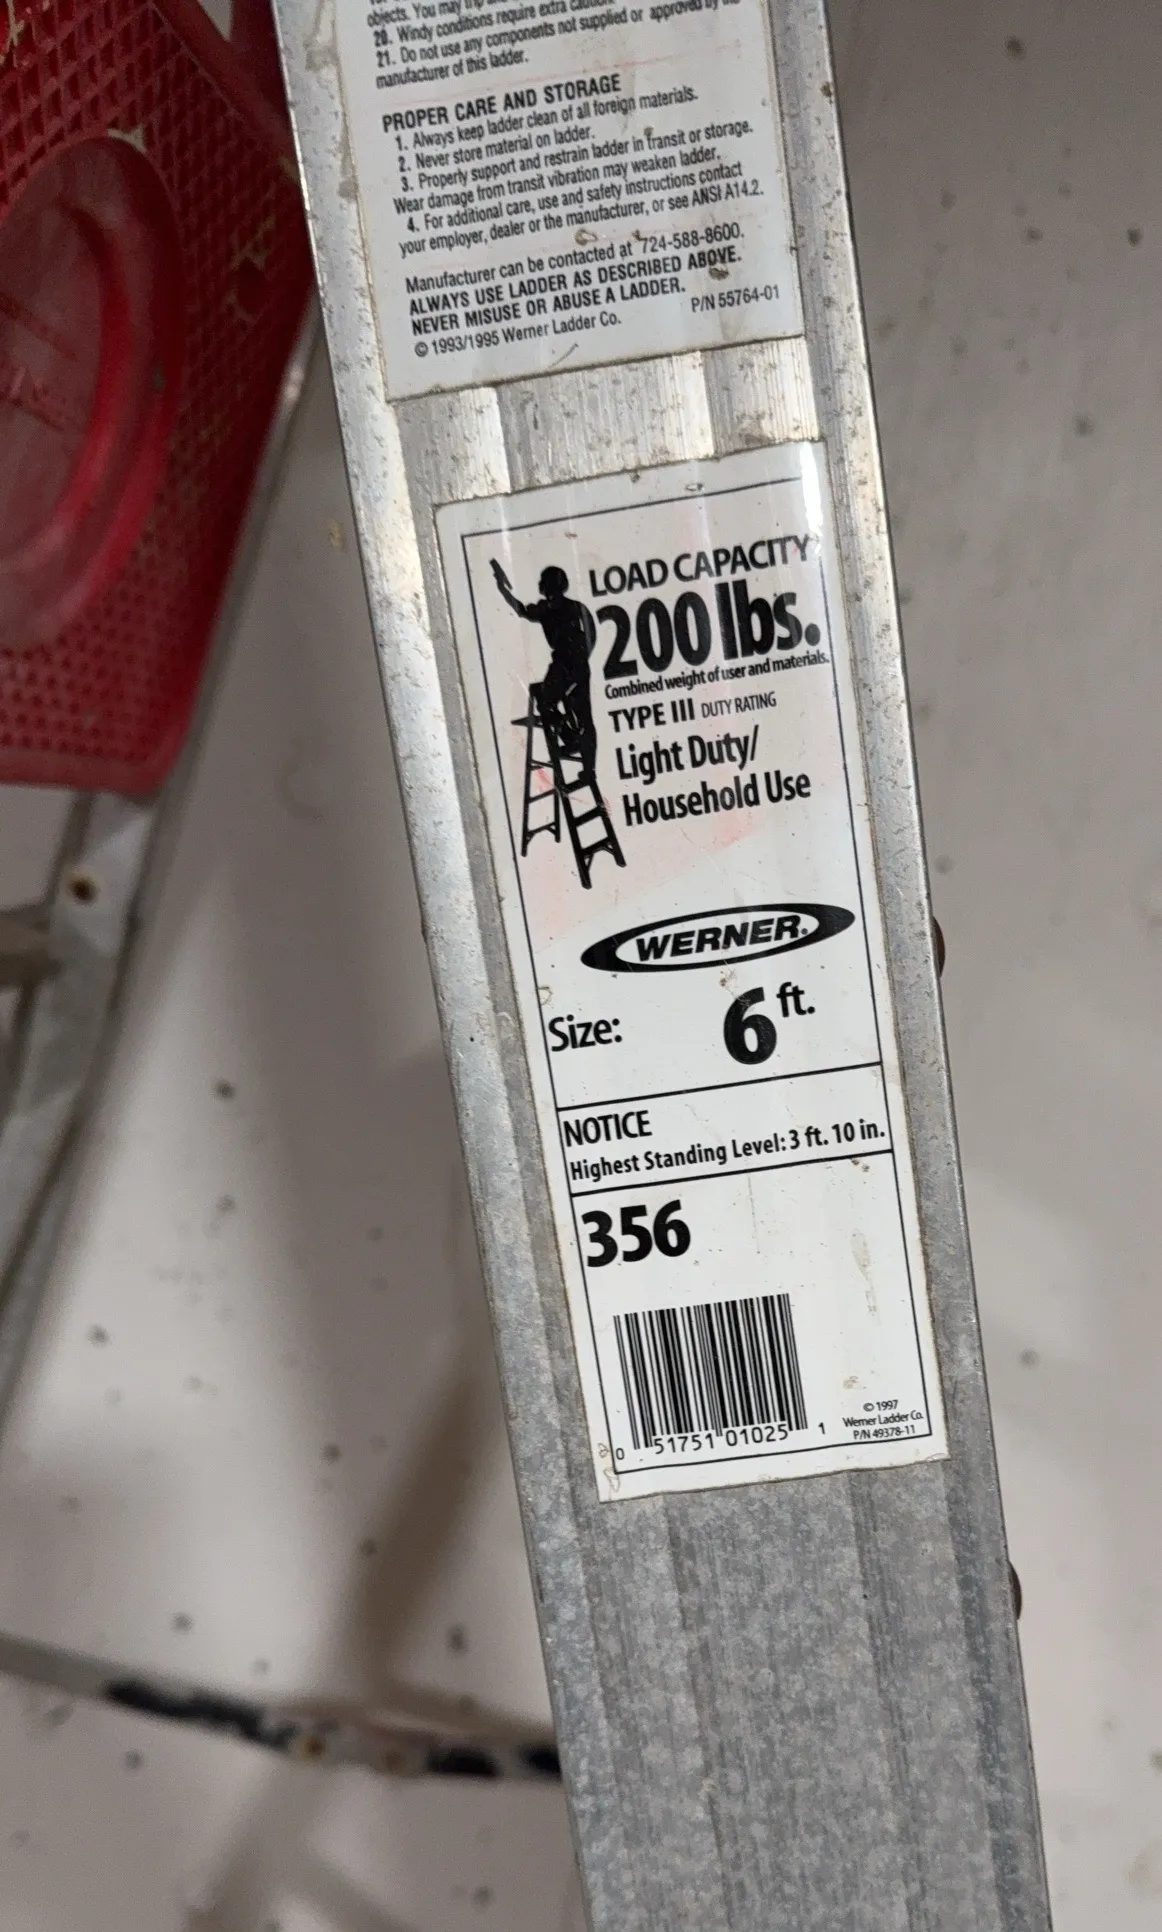 objects. You may
20. Windy conditions require extra caution.
21. Do not use any components not supplied or approved by the
manufacturer of this ladder.
PROPER CARE AND STORAGE
1. Always keep ladder clean of all foreign materials.
2. Never store material on ladder.
3. Properly support and restrain ladder in transit or storage.
Wear damage from transit vibration may weaken ladder.
4. For additional care, use and safety instructions contact
your employer, dealer or the manufacturer, or see ANSI A14.2.
Manufacturer can be contacted at 724-588-8600.
ALWAYS USE LADDER AS DESCRIBED ABOVE.
NEVER MISUSE OR ABUSE A LADDER.
© 1993/1995 Werner Ladder Co. P/N 55764-01
LOAD CAPACITY
200 lbs.
Combined weight of user and materials.
TYPE III DUTY RATING
Light Duty/
Household Use
WERNER®
Size: 6 ft.
NOTICE
Highest Standing Level: 3 ft. 10 in.
356
0 51751 01025 1
© 1997
Werner Ladder Co.
P/N 49378-11